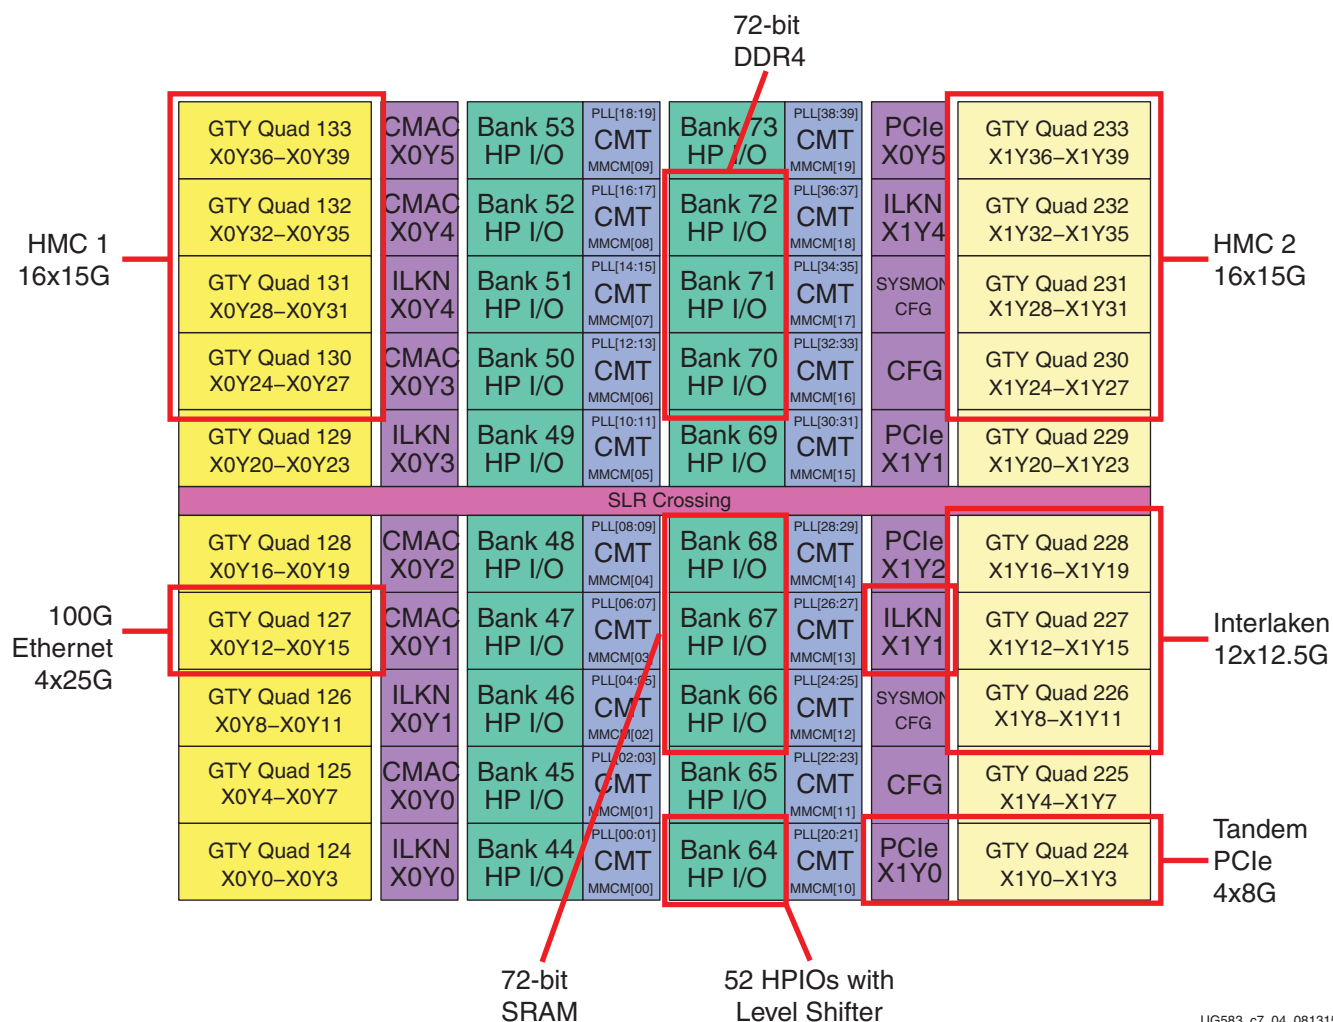 72-bit
DDR4
GTY Quad 133
X0Y36–X0Y39
CMAC
X0Y5
Bank 53
HP I/O
PLL[18:19]
CMT
MMCM[09]
Bank 73
HP I/O
PLL[38:39]
CMT
MMCM[19]
PCIe
X0Y5
GTY Quad 233
X1Y36–X1Y39
GTY Quad 132
X0Y32–X0Y35
CMAC
X0Y4
Bank 52
HP I/O
PLL[16:17]
CMT
MMCM[08]
Bank 72
HP I/O
PLL[36:37]
CMT
MMCM[18]
ILKN
X1Y4
GTY Quad 232
X1Y32–X1Y35
HMC 1
16x15G
HMC 2
16x15G
GTY Quad 131
X0Y28–X0Y31
ILKN
X0Y4
Bank 51
HP I/O
PLL[14:15]
CMT
MMCM[07]
Bank 71
HP I/O
PLL[34:35]
CMT
MMCM[17]
SYSMON
CFG
GTY Quad 231
X1Y28–X1Y31
GTY Quad 130
X0Y24–X0Y27
CMAC
X0Y3
Bank 50
HP I/O
PLL[12:13]
CMT
MMCM[06]
Bank 70
HP I/O
PLL[32:33]
CMT
MMCM[16]
CFG
GTY Quad 230
X1Y24–X1Y27
GTY Quad 129
X0Y20–X0Y23
ILKN
X0Y3
Bank 49
HP I/O
PLL[10:11]
CMT
MMCM[05]
Bank 69
HP I/O
PLL[30:31]
CMT
MMCM[15]
PCIe
X1Y1
GTY Quad 229
X1Y20–X1Y23
SLR Crossing
GTY Quad 128
X0Y16–X0Y19
CMAC
X0Y2
Bank 48
HP I/O
PLL[08:09]
CMT
MMCM[04]
Bank 68
HP I/O
PLL[28:29]
CMT
MMCM[14]
PCIe
X1Y2
GTY Quad 228
X1Y16–X1Y19
100G
Ethernet
4x25G
GTY Quad 127
X0Y12–X0Y15
CMAC
X0Y1
Bank 47
HP I/O
PLL[06:07]
CMT
MMCM[03]
Bank 67
HP I/O
PLL[26:27]
CMT
MMCM[13]
ILKN
X1Y1
GTY Quad 227
X1Y12–X1Y15
Interlaken
12x12.5G
GTY Quad 126
X0Y8–X0Y11
ILKN
X0Y1
Bank 46
HP I/O
PLL[04:05]
CMT
MMCM[02]
Bank 66
HP I/O
PLL[24:25]
CMT
MMCM[12]
SYSMON
CFG
GTY Quad 226
X1Y8–X1Y11
GTY Quad 125
X0Y4–X0Y7
CMAC
X0Y0
Bank 45
HP I/O
PLL[02:03]
CMT
MMCM[01]
Bank 65
HP I/O
PLL[22:23]
CMT
MMCM[11]
CFG
GTY Quad 225
X1Y4–X1Y7
GTY Quad 124
X0Y0–X0Y3
ILKN
X0Y0
Bank 44
HP I/O
PLL[00:01]
CMT
MMCM[00]
Bank 64
HP I/O
PLL[20:21]
CMT
MMCM[10]
PCIe
X1Y0
GTY Quad 224
X1Y0–X1Y3
Tandem
PCIe
4x8G
72-bit
SRAM
52 HPIOs with
Level Shifter
UG583_c7_04_081315